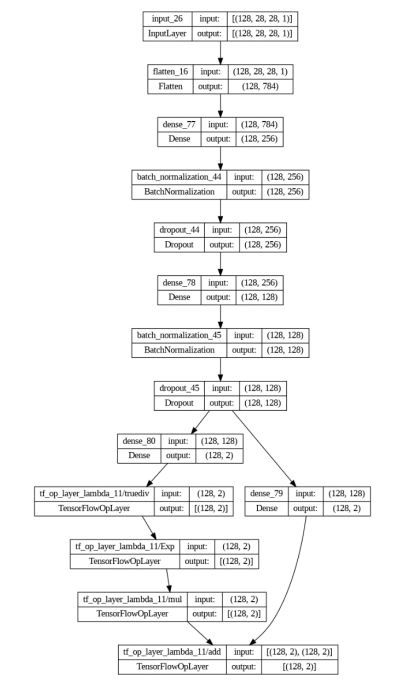 input_26 input: [(128, 28, 28, 1)]
InputLayer output: [(128, 28, 28, 1)]
flatten_16 input: (128, 28, 28, 1)
Flatten output: (128, 784)
dense_77 input: (128, 784)
Dense output: (128, 256)
batch_normalization_44 input: (128, 256)
BatchNormalization output: (128, 256)
dropout_44 input: (128, 256)
Dropout output: (128, 256)
dense_78 input: (128, 256)
Dense output: (128, 128)
batch_normalization_45 input: (128, 128)
BatchNormalization output: (128, 128)
dropout_45 input: (128, 128)
Dropout output: (128, 128)
dense_80 input: (128, 128)
Dense output: (128, 2)
tf_op_layer_lambda_11/truediv input: (128, 2)
TensorFlowOpLayer output: [(128, 2)]
dense_79 input: (128, 128)
Dense output: (128, 2)
tf_op_layer_lambda_11/Exp input: (128, 2)
TensorFlowOpLayer output: [(128, 2)]
tf_op_layer_lambda_11/mul input: (128, 2)
TensorFlowOpLayer output: [(128, 2)]
tf_op_layer_lambda_11/add input: [(128, 2), (128, 2)]
TensorFlowOpLayer output: [(128, 2)]